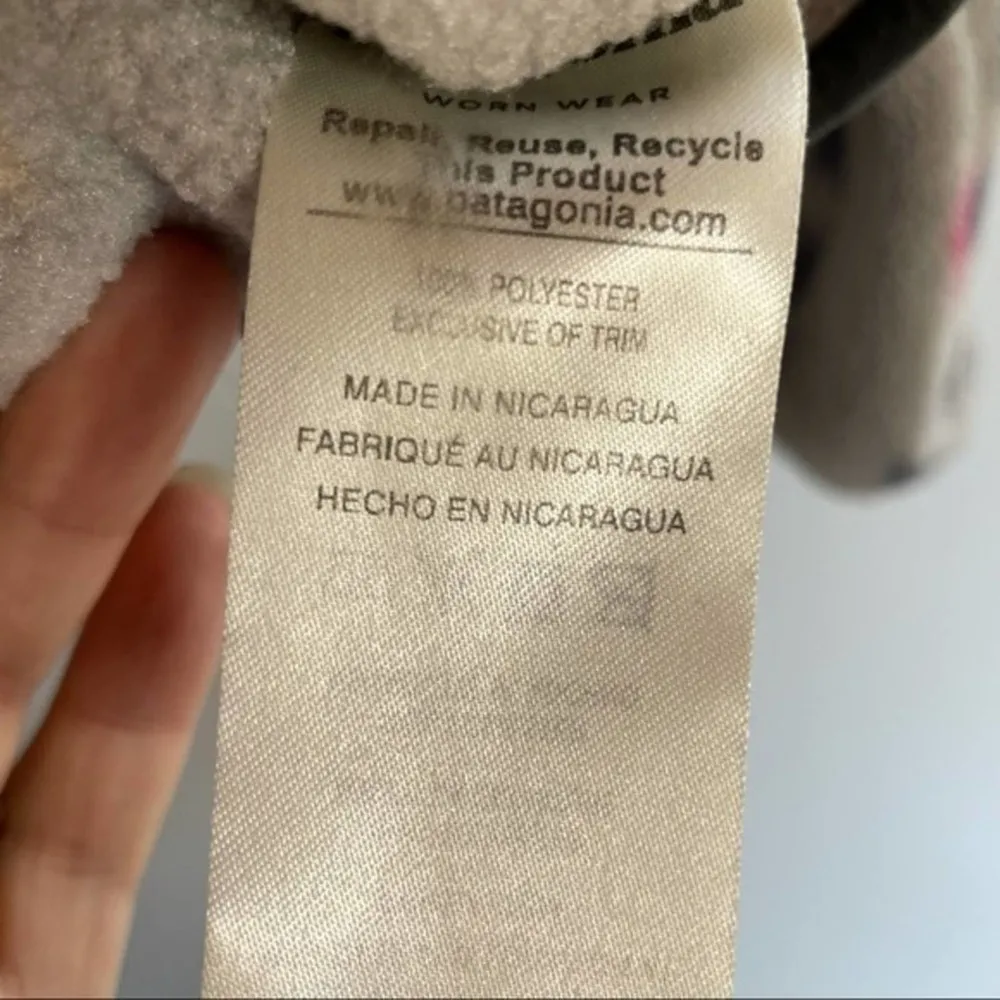 WORN WEAR
Repair, Reuse, Recycle
This Product
www.patagonia.com
100% POLYESTER
EXCLUSIVE OF TRIM
MADE IN NICARAGUA
FABRIQUÉ AU NICARAGUA
HECHO EN NICARAGUA